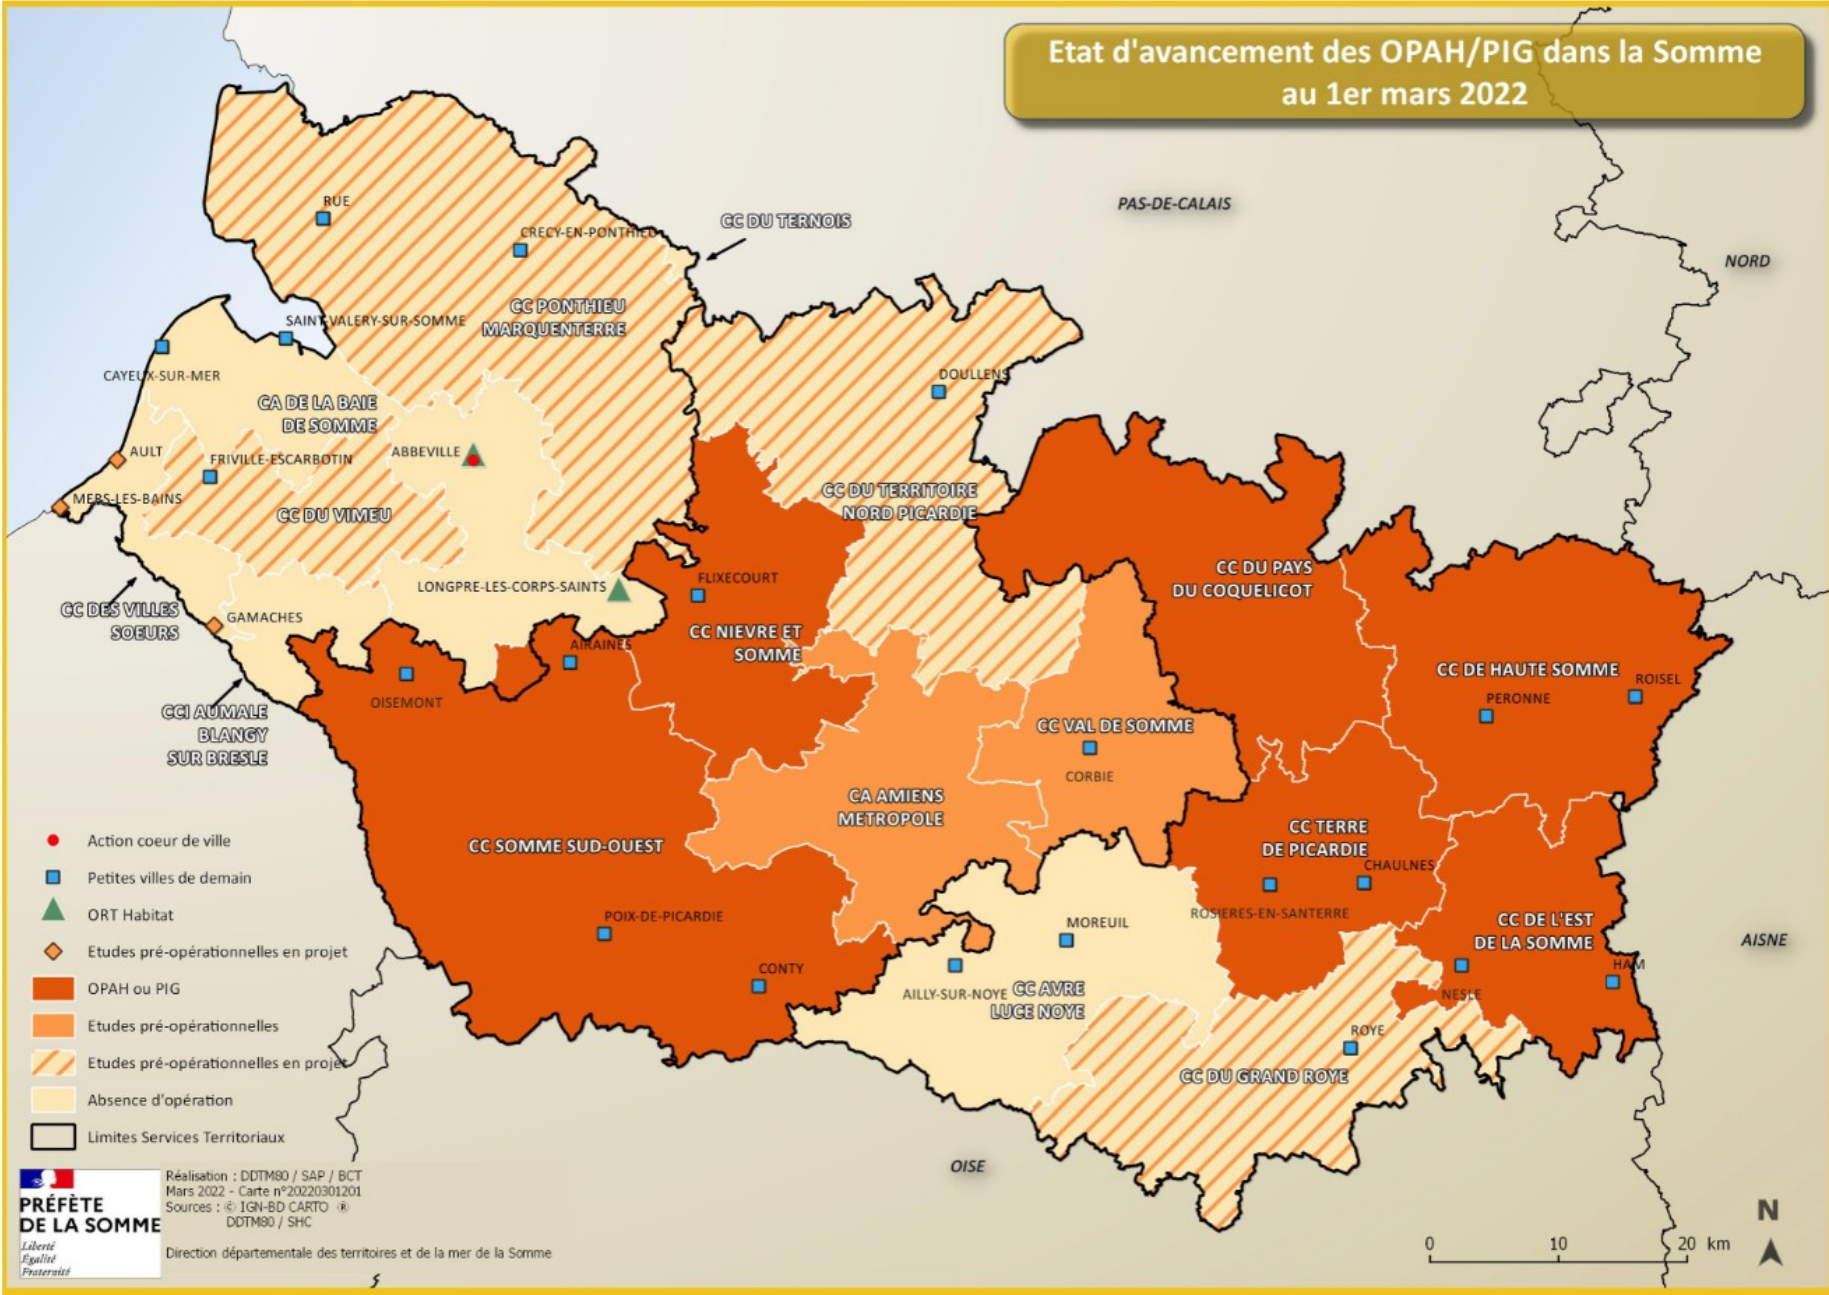 Etat d'avancement des OPAH/PIG dans la Somme
au 1er mars 2022
PAS-DE-CALAIS
NORD
AISNE
OISE
RUE
CRECY-EN-PONTHIEU
CC DU TERNOIS
CC PONTHIEU
MARQUENTERRE
SAINT-VALERY-SUR-SOMME
CAYEUX-SUR-MER
CA DE LA BAIE
DE SOMME
DOULLENS
AULT
FRIVILLE-ESCARBOTIN
ABBEVILLE
MERS-LES-BAINS
CC DU VIMEU
CC DU TERRITOIRE
NORD PICARDIE
LONGPRE-LES-CORPS-SAINTS
FLIXECOURT
CC DU PAYS
DU COQUELICOT
CC DES VILLES
SOEURS
GAMACHES
CC NIEVRE ET
SOMME
AIRAINES
OISEMONT
CC DE HAUTE SOMME
ROISEL
PERONNE
CCI AUMALE
BLANGY
SUR BRESLE
CC VAL DE SOMME
CORBIE
CA AMIENS
METROPOLE
CC SOMME SUD-OUEST
CC TERRE
DE PICARDIE
CHAULNES
ROSIERES-EN-SANTERRE
POIX-DE-PICARDIE
MOREUIL
CC DE L'EST
DE LA SOMME
HAM
CONTY
AILLY-SUR-NOYE
CC AVRE
LUCE NOYE
NESLE
ROYE
CC DU GRAND ROYE
Action coeur de ville
Petites villes de demain
ORT Habitat
Etudes pré-opérationnelles en projet
OPAH ou PIG
Etudes pré-opérationnelles
Etudes pré-opérationnelles en projet
Absence d'opération
Limites Services Territoriaux
PRÉFÈTE
DE LA SOMME
Liberté
Égalité
Fraternité
Réalisation : DDTM80 / SAP / BCT
Mars 2022 - Carte n°20220301201
Sources : © IGN-BD CARTO ®
DDTM80 / SHC
Direction départementale des territoires et de la mer de la Somme
N
0 10 20 km